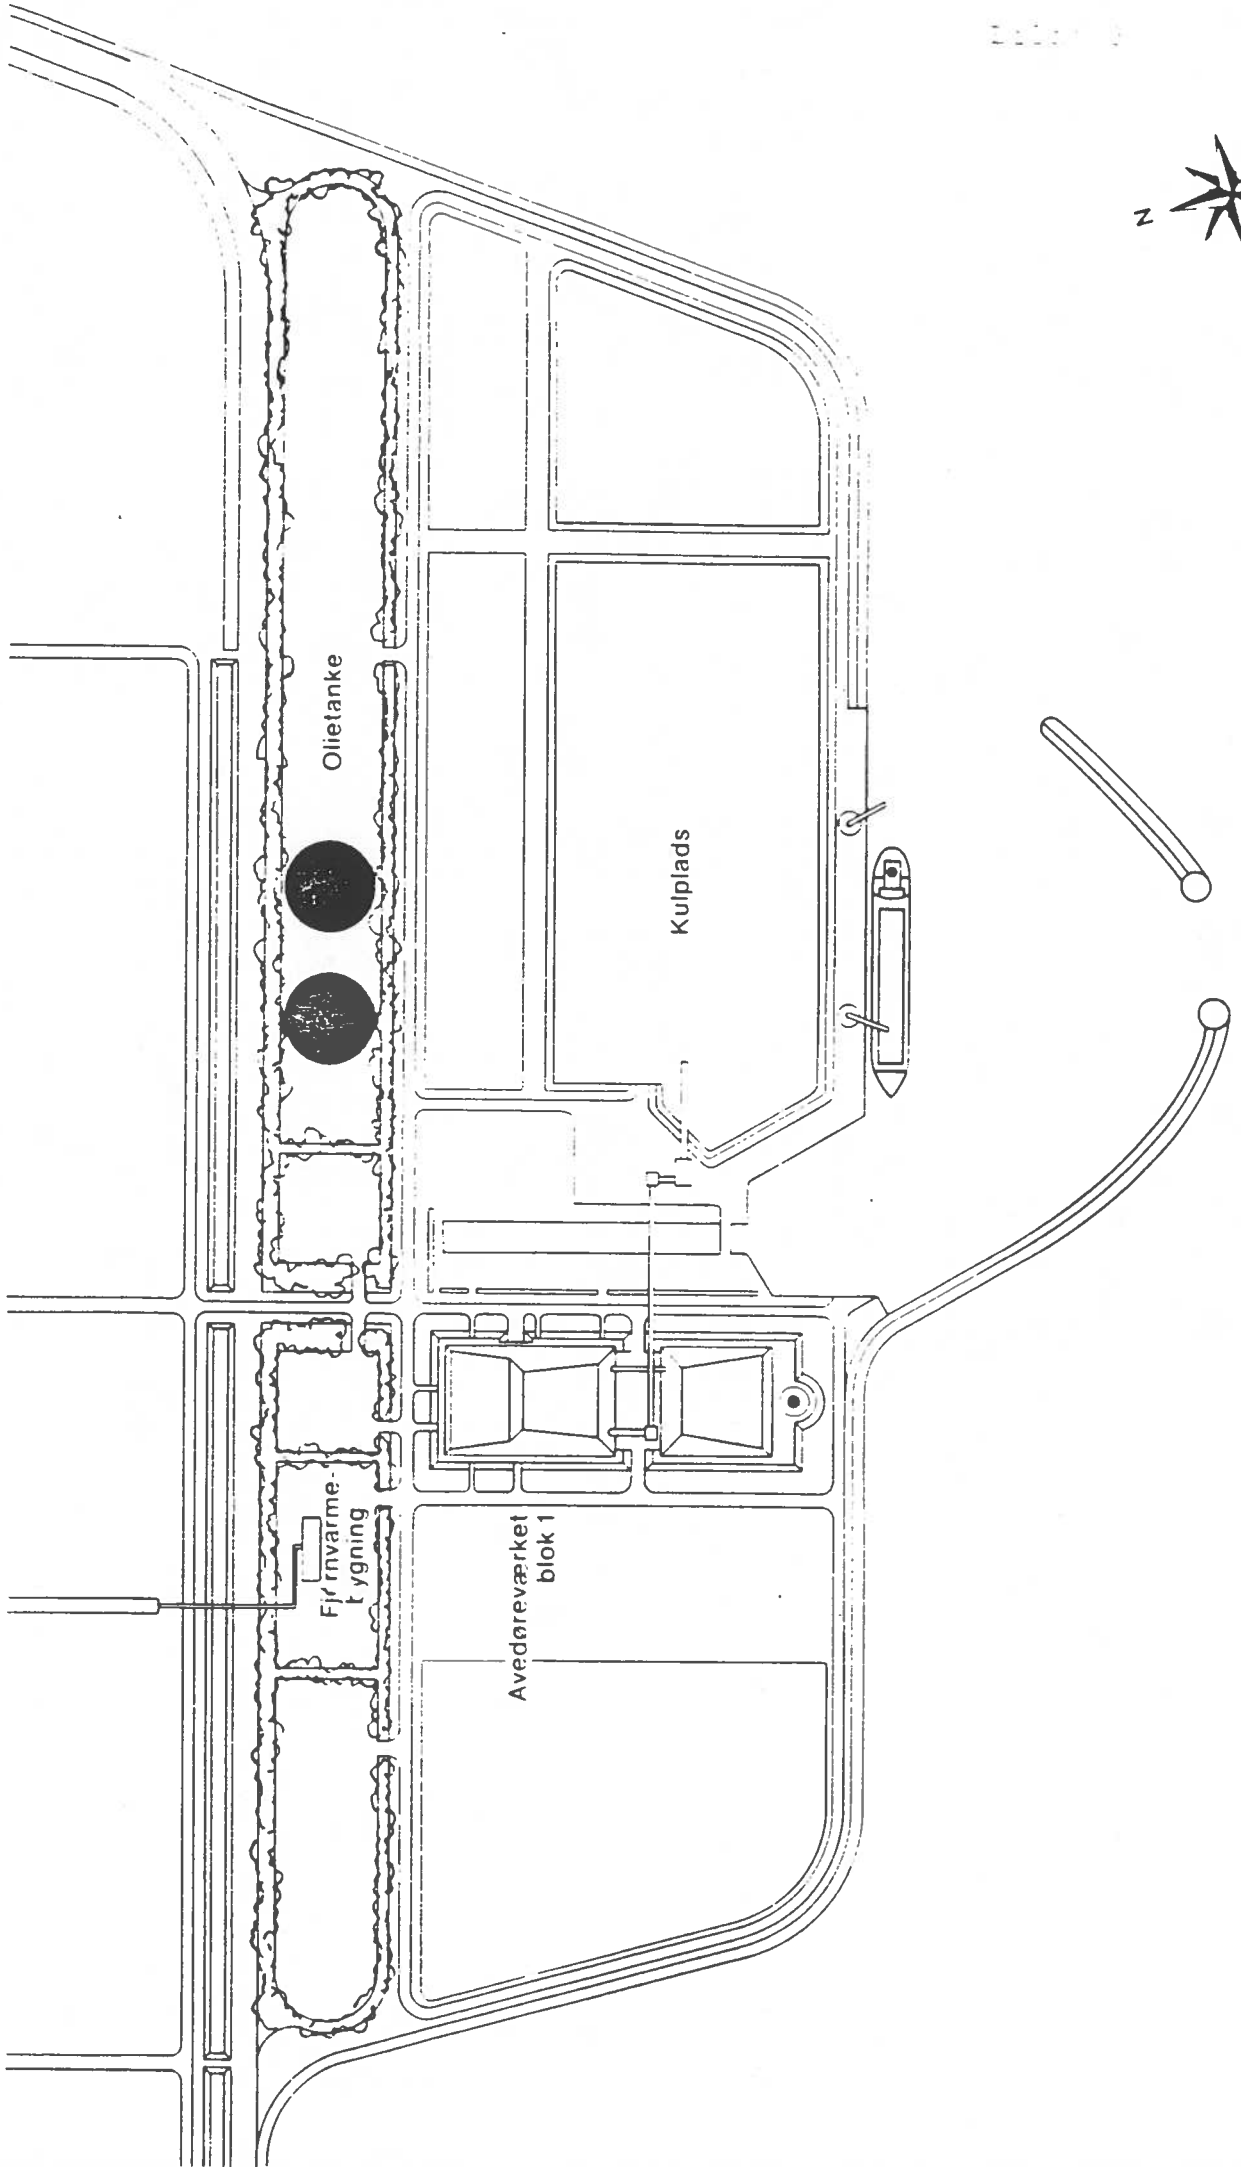 N
Olietanke
Kulplads
Fjernvarme-
bygning
Avedøreværket
blok 1